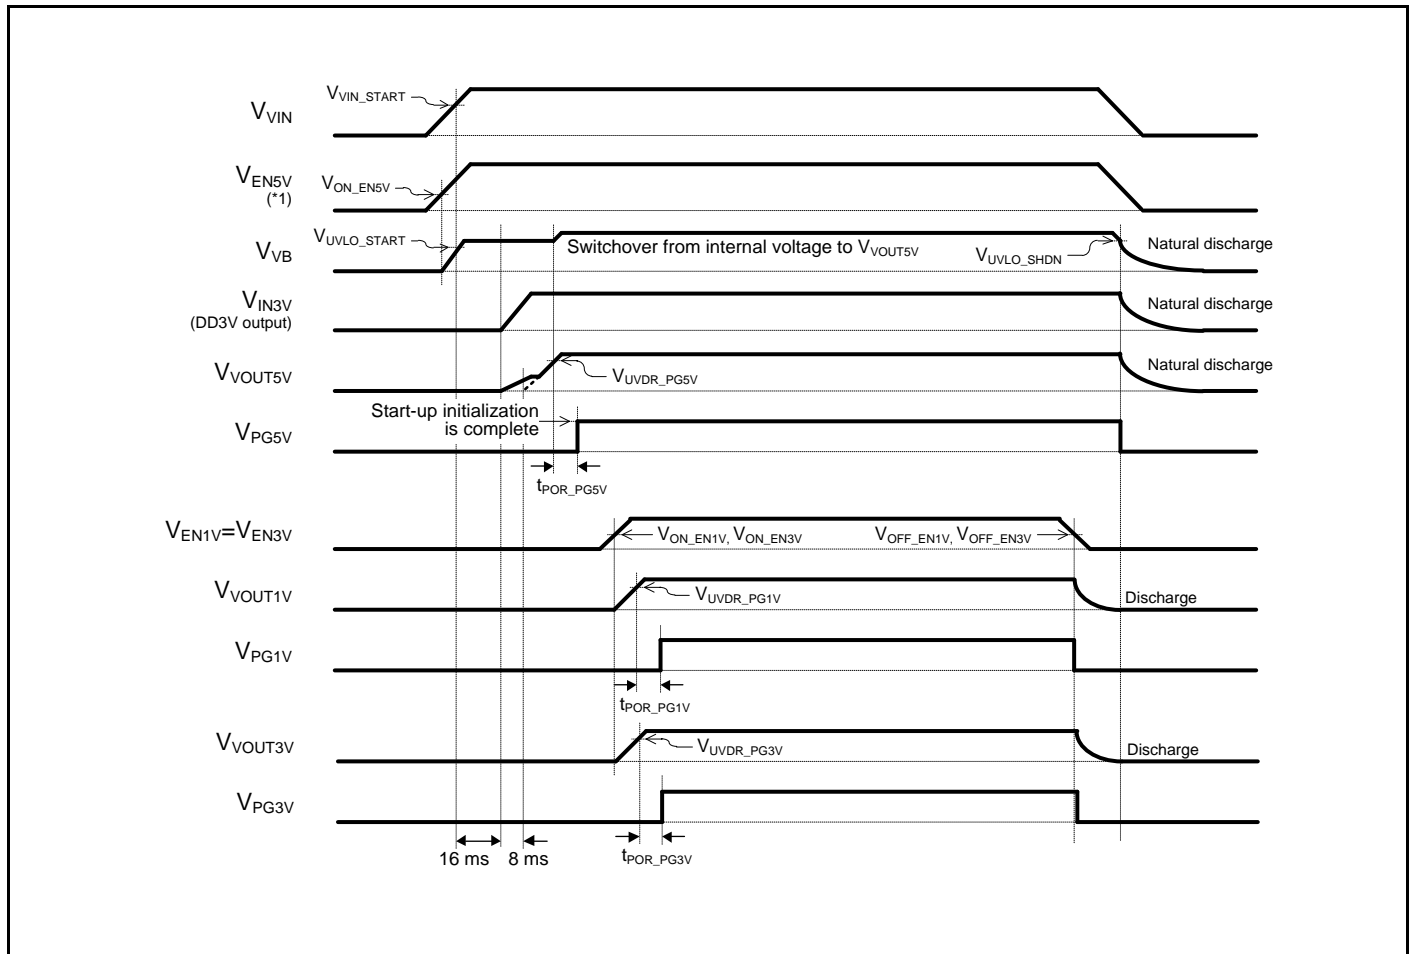 VVIN_START
VVIN
VEN5V
(*1)
VON_EN5V
VUVLO_START
VVB
Switchover from internal voltage to VVOUT5V
VUVLO_SHDN
Natural discharge
VIN3V
(DD3V output)
Natural discharge
VVOUT5V
VUVDR_PG5V
Natural discharge
Start-up initialization
is complete
VPG5V
tPOR_PG5V
VEN1V=VEN3V
VON_EN1V, VON_EN3V
VOFF_EN1V, VOFF_EN3V
VVOUT1V
VUVDR_PG1V
Discharge
VPG1V
tPOR_PG1V
VVOUT3V
VUVDR_PG3V
Discharge
VPG3V
16 ms
8 ms
tPOR_PG3V